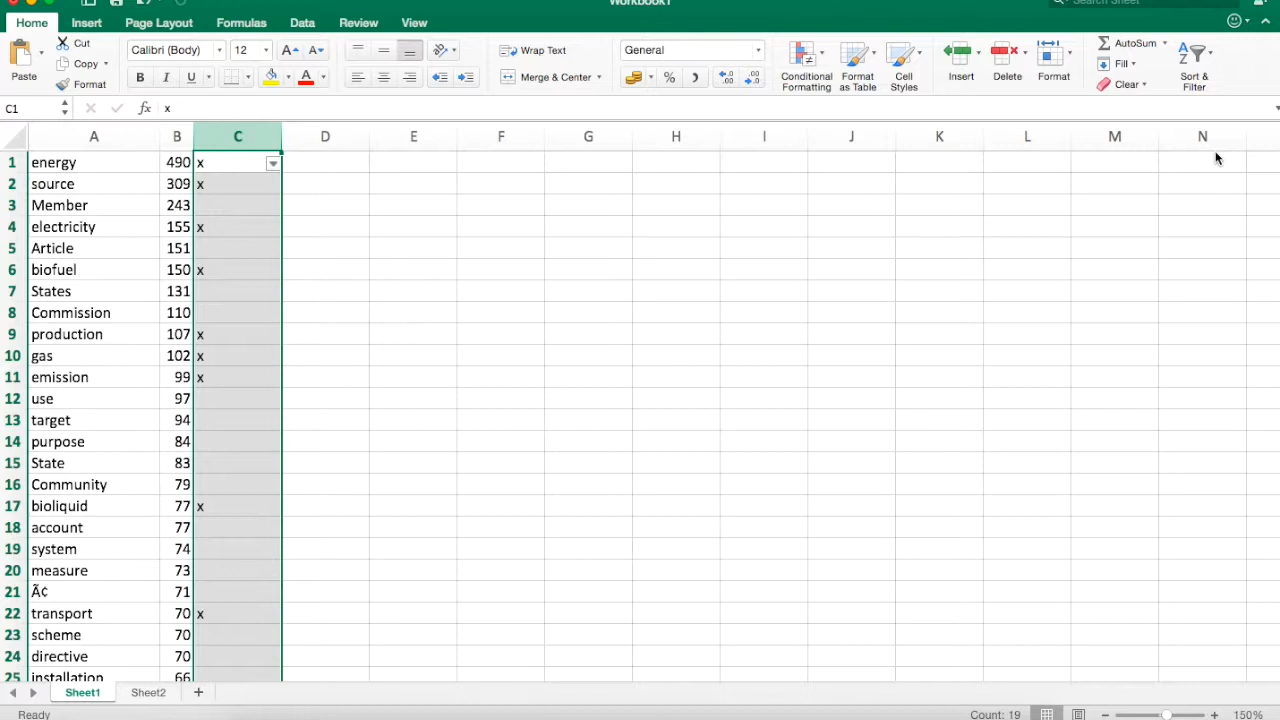 Workbook1
Search Sheet
Home Insert Page Layout Formulas Data Review View
Paste
Cut
Copy
Format
Calibri (Body) 12 A A
B I U A
Wrap Text
Merge & Center
General
%
Conditional Formatting
Format as Table
Cell Styles
Insert
Delete
Format
AutoSum
Fill
Clear
Sort & Filter
C1 fx x
A B C D E F G H I J K L M N
1 energy 490 x
2 source 309 x
3 Member 243
4 electricity 155 x
5 Article 151
6 biofuel 150 x
7 States 131
8 Commission 110
9 production 107 x
10 gas 102 x
11 emission 99 x
12 use 97
13 target 94
14 purpose 84
15 State 83
16 Community 79
17 bioliquid 77 x
18 account 77
19 system 74
20 measure 73
21 Ã¢ 71
22 transport 70 x
23 scheme 70
24 directive 70
25 installation 66
Sheet1 Sheet2 +
Ready Count: 19 − + 150%